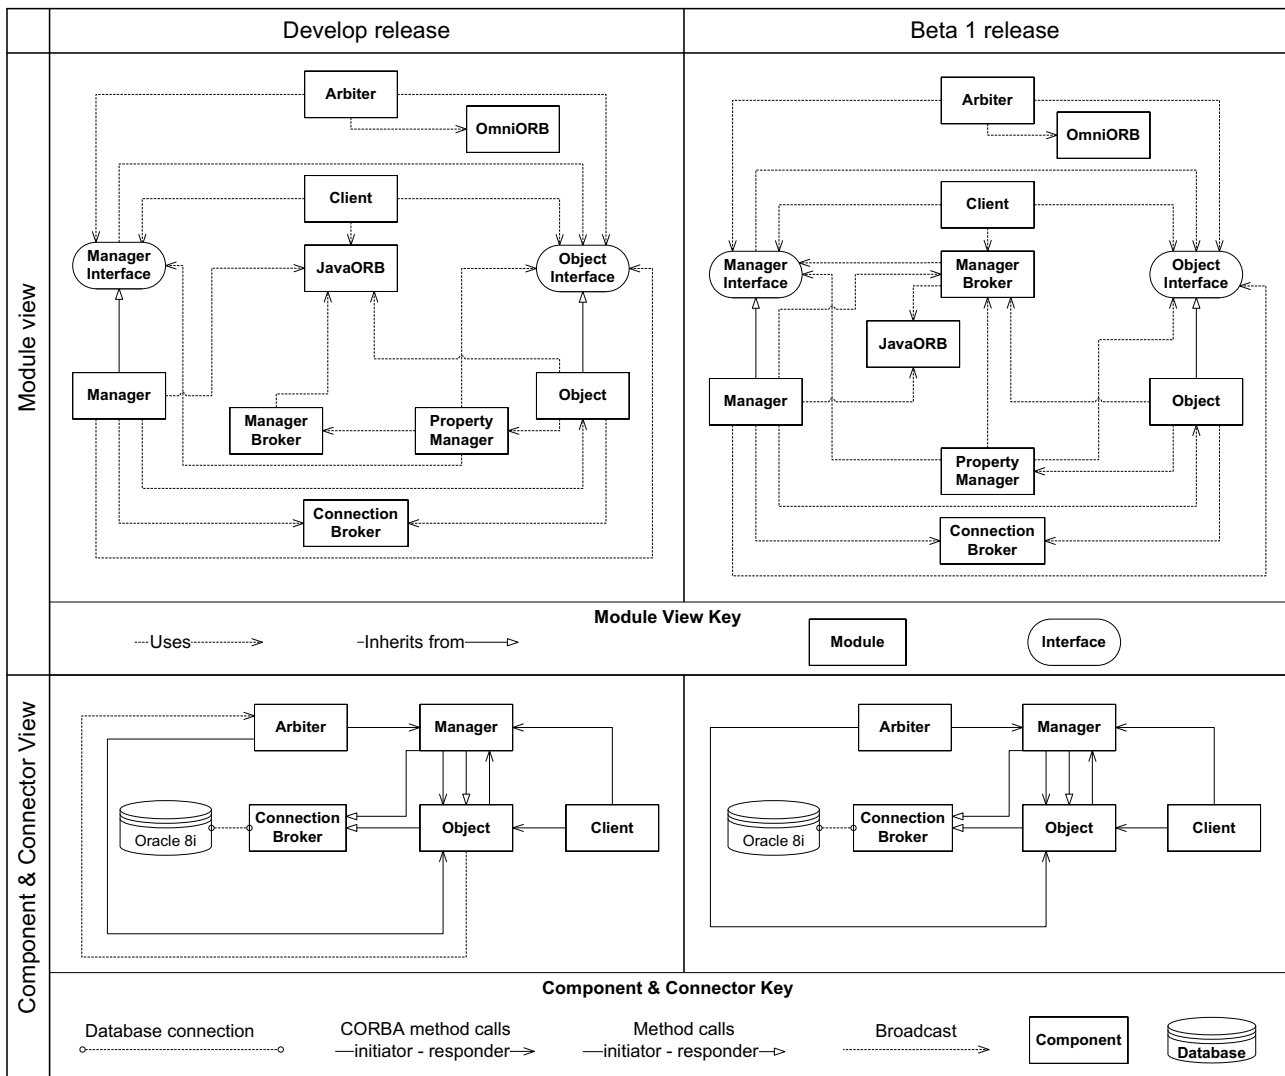 Develop release
Beta 1 release
Module view
Arbiter
OmniORB
Client
Manager
Interface
JavaORB
Object
Interface
Manager
Manager
Broker
Property
Manager
Object
Connection
Broker
Arbiter
OmniORB
Client
Manager
Interface
Manager
Broker
Object
Interface
JavaORB
Manager
Object
Property
Manager
Connection
Broker
Module View Key
Uses
Inherits from
Module
Interface
Component & Connector View
Arbiter
Manager
Oracle 8i
Connection
Broker
Object
Client
Arbiter
Manager
Oracle 8i
Connection
Broker
Object
Client
Component & Connector Key
Database connection
CORBA method calls
initiator - responder
Method calls
initiator - responder
Broadcast
Component
Database